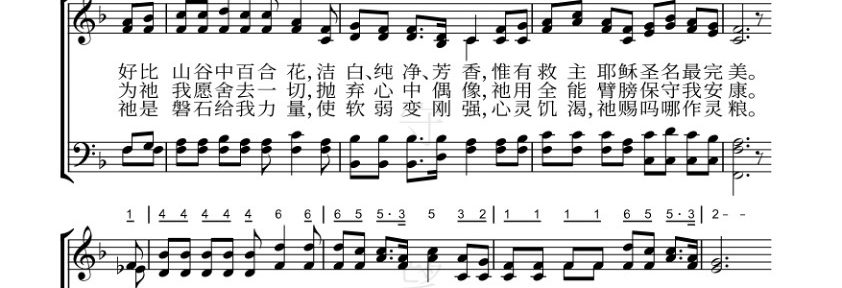 好比 山谷中百合 花,洁 白、纯 净、芳 香,惟有 救 主 耶稣圣名最完 美。
为祂 我愿舍去一 切,抛 弃 心 中 偶 像,祂用 全 能 臂膀保守我安 康。
祂是 磐石给我力 量,使 软 弱 变 刚 强,心灵 饥 渴,祂赐吗哪作灵 粮。
1 | 4 4 4 4 4 6 6 | 6 5 5·3 5 3 2 | 1 1 1 1 6 5 5·3 | 2 - -